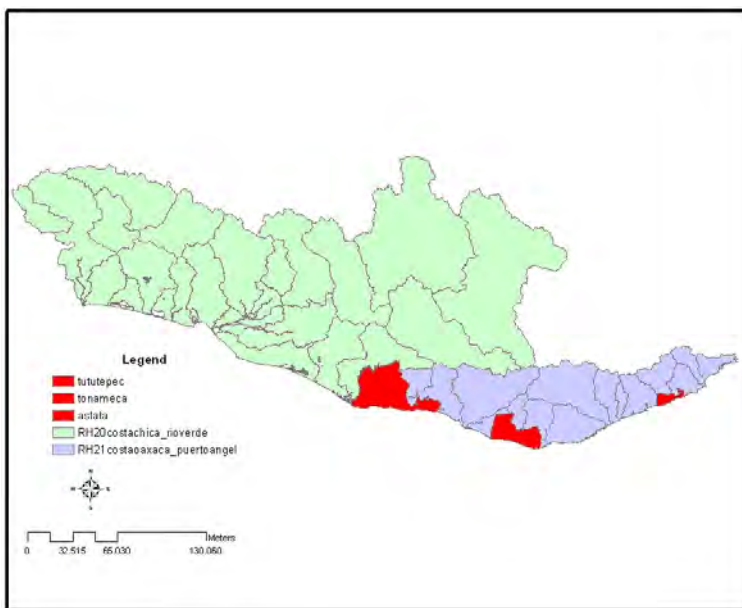 Legend
tututepec
tonameca
astata
RH20costachica_rioverde
RH21costaoaxaca_puertoangel
N
S
Meters
0 32.515 65.030 130.060